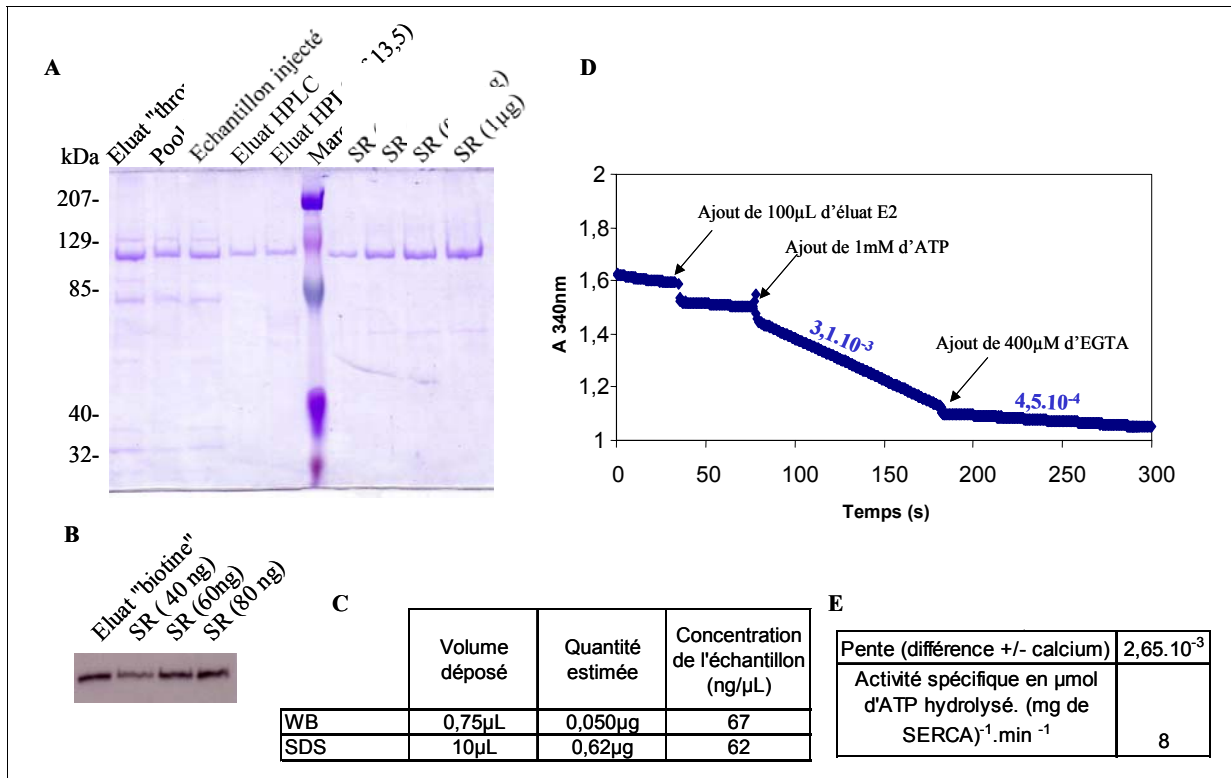 A
Eluat "thro
Pool
Echantillon injecté
Eluat HPLC
Eluat HPL
13,5)
Mar
SR (
SR
SR (
g)
SR (1µg)
kDa
207-
129-
85-
40-
32-
B
Eluat "biotine"
SR ( 40 ng)
SR (60ng)
SR (80 ng)
C
Volume déposé
Quantité estimée
Concentration de l'échantillon (ng/µL)
WB 0,75µL 0,050µg 67
SDS 10µL 0,62µg 62
D
A 340nm
2
1,8
1,6
1,4
1,2
1
0 50 100 150 200 250 300
Temps (s)
Ajout de 100µL d'éluat E2
Ajout de 1mM d'ATP
3,1.10-3
Ajout de 400µM d'EGTA
4,5.10-4
E
Pente (différence +/- calcium) 2,65.10-3
Activité spécifique en µmol
d'ATP hydrolysé. (mg de
SERCA)-1.min -1 8